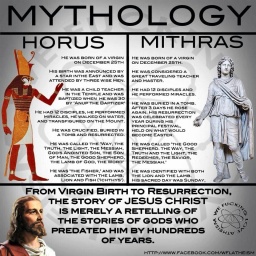 MYTHOLOGY
HORUS
MITHRAS
HE WAS BORN OF A VIRGIN
ON DECEMBER 25TH
HIS BIRTH WAS ANNOUNCED BY
A STAR IN THE EAST AND WAS
ATTENDED BY THREE WISE MEN.
HE WAS A CHILD TEACHER
IN THE TEMPLE AND WAS
BAPTIZED WHEN HE WAS 30
BY 'ANUP THE BAPTIZER'
HE HAD 12 DISCIPLES, HE PERFORMED
MIRACLES, HE WALKED ON WATER,
AND TRANSFIGURED ON THE MOUNT.
HE WAS CRUCIFIED, BURIED IN
A TOMB AND RESURRECTED.
HE WAS CALLED THE WAY, THE
TRUTH, THE LIGHT, THE MESSIAH,
GOD'S ANOINTED SON, THE SON
OF MAN, THE GOOD SHEPHERD,
THE LAMB OF GOD, THE WORD
HE WAS 'THE FISHER', AND WAS
ASSOCIATED WITH THE LAMB,
LION AND FISH
HE WAS BORN OF A VIRGIN
ON DECEMBER 25TH.
HE WAS CONSIDERED A
GREAT TRAVELING TEACHER
AND MASTER.
HE HAD 12 DISCIPLES AND
HE PERFORMED MIRACLES.
HE WAS BURIED IN A TOMB.
AFTER 3 DAYS HE ROSE
AGAIN. HIS RESURRECTION
WAS CELEBRATED EVERY
YEAR DURING HIS
PRINCIPAL FESTIVAL,
HELD ON WHAT WOULD
BECOME EASTER.
HE WAS CALLED 'THE GOOD
SHEPHERD, THE WAY, THE
TRUTH AND THE LIGHT, THE
REDEEMER, THE SAVIOR,
THE MESSIAH.'
HE WAS IDENTIFIED WITH BOTH
THE LION AND THE LAMB.
HIS SACRED DAY WAS SUNDAY.
FROM VIRGIN BIRTH TO RESURRECTION,
THE STORY OF JESUS CHRIST
IS MERELY A RETELLING OF
THE STORIES OF GODS WHO
PREDATED HIM BY HUNDREDS
OF YEARS.
WE FUCKING
HTTP://WWW.FACEBOOK.COM/WFLATHEISM